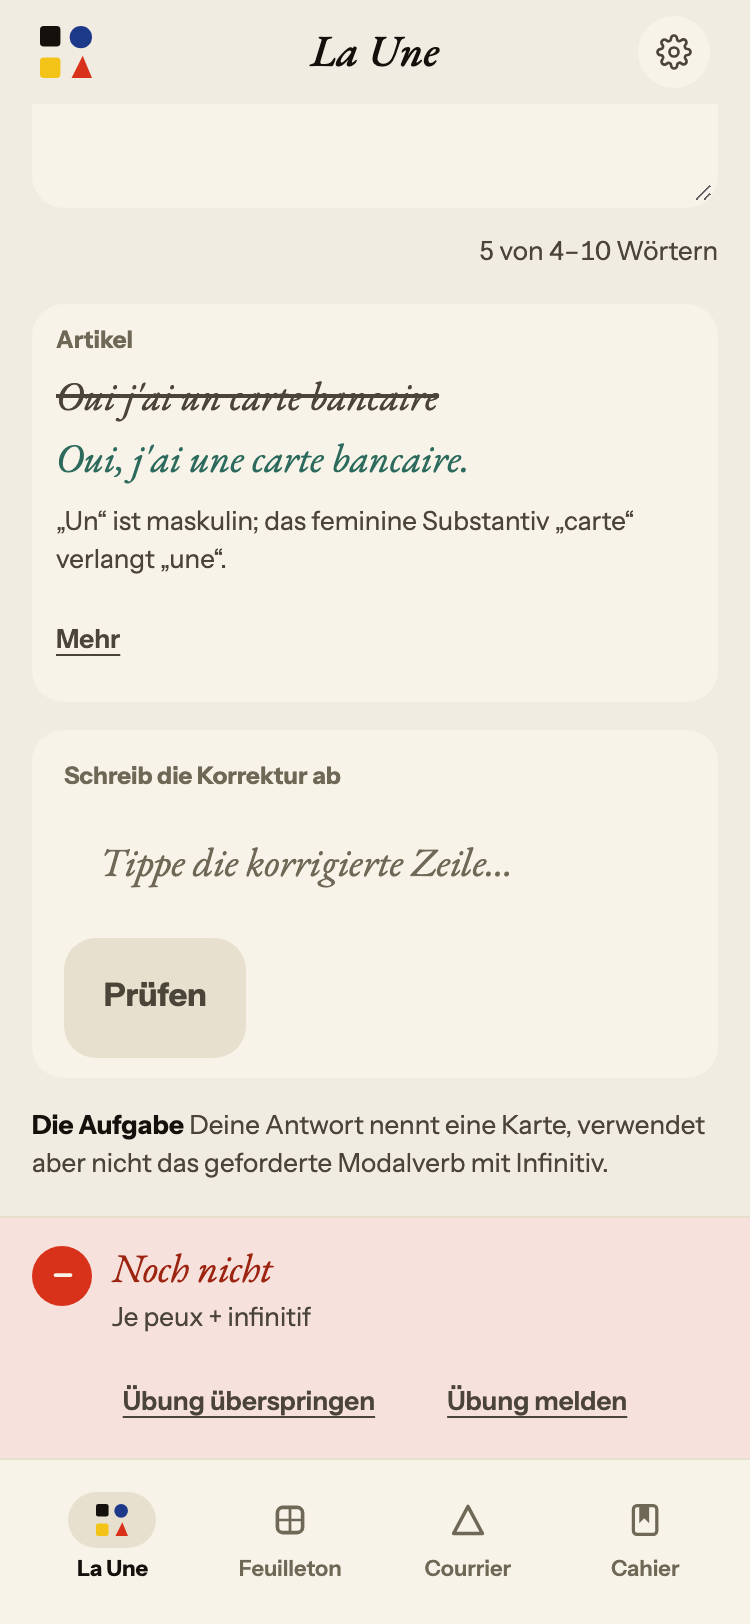 La Une
5 von 4–10 Wörtern
Artikel
Oui j'ai un carte bancaire
Oui, j'ai une carte bancaire.
„Un“ ist maskulin; das feminine Substantiv „carte“
verlangt „une“.
Mehr
Schreib die Korrektur ab
Tippe die korrigierte Zeile...
Prüfen
Die Aufgabe Deine Antwort nennt eine Karte, verwendet
aber nicht das geforderte Modalverb mit Infinitiv.
Noch nicht
Je peux + infinitif
Übung überspringen Übung melden
La Une Feuilleton Courrier Cahier